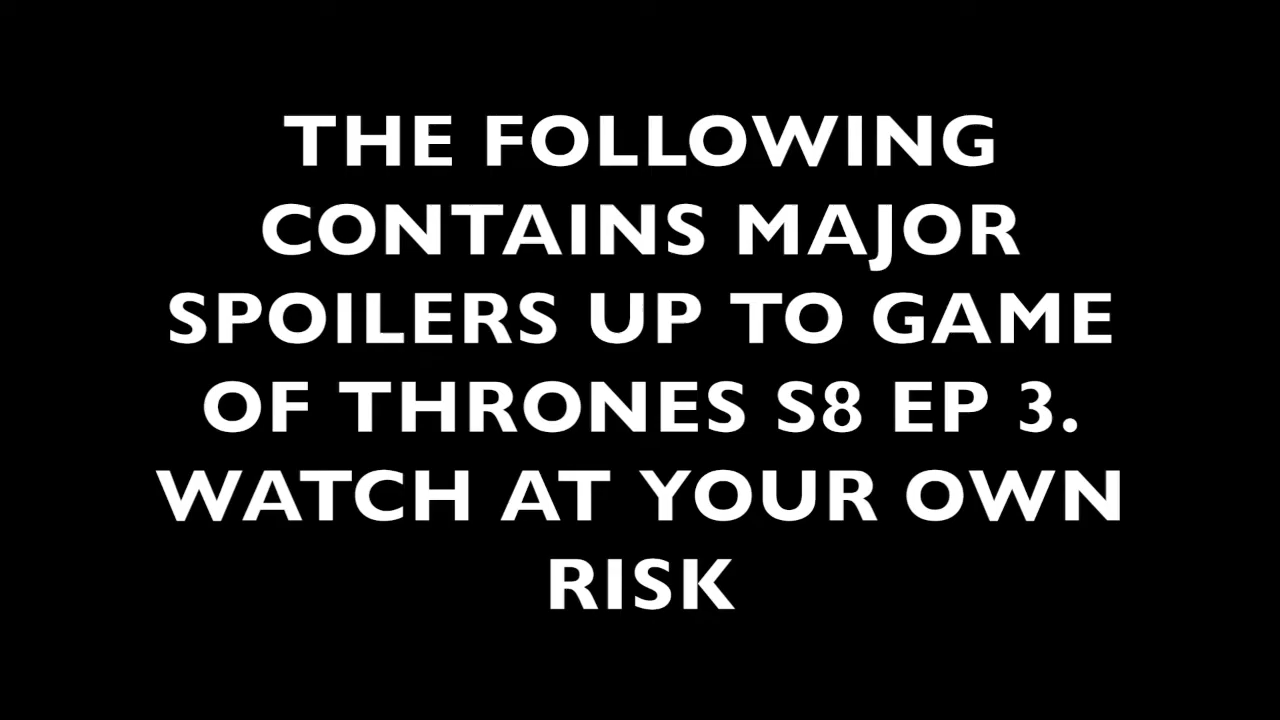 THE FOLLOWING
CONTAINS MAJOR
SPOILERS UP TO GAME
OF THRONES S8 EP 3.
WATCH AT YOUR OWN
RISK